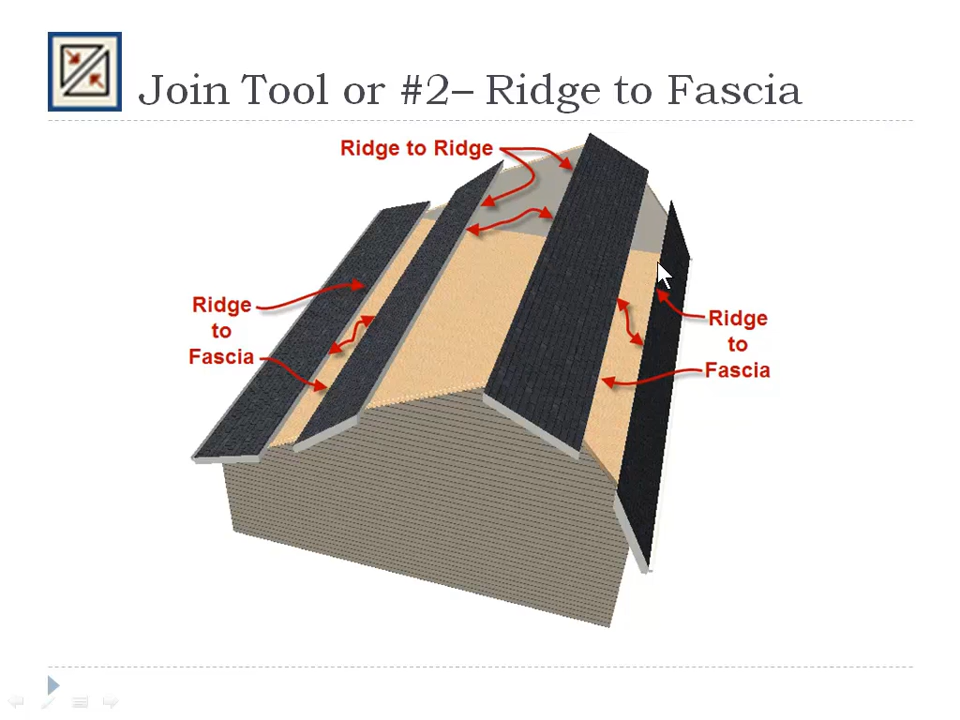 Join Tool or #2– Ridge to Fascia
Ridge to Ridge
Ridge
to
Fascia
Ridge
to
Fascia